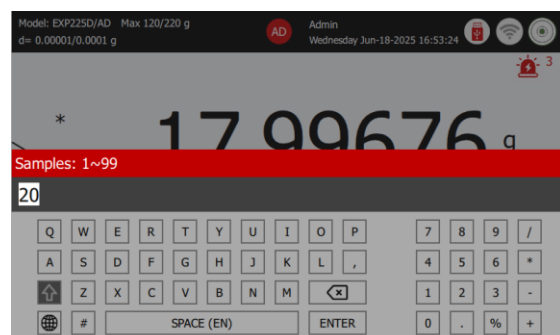 Model: EXP225D/AD Max 120/220 g
d= 0.00001/0.0001 g
AD
Admin
Wednesday Jun-18-2025 16:53:24
3
*
17.99676 g
Samples: 1~99
20
Q W E R T Y U I O P 7 8 9 /
A S D F G H J K L , 4 5 6 *
Z X C V B N M 1 2 3 -
# SPACE (EN) ENTER 0 . % +